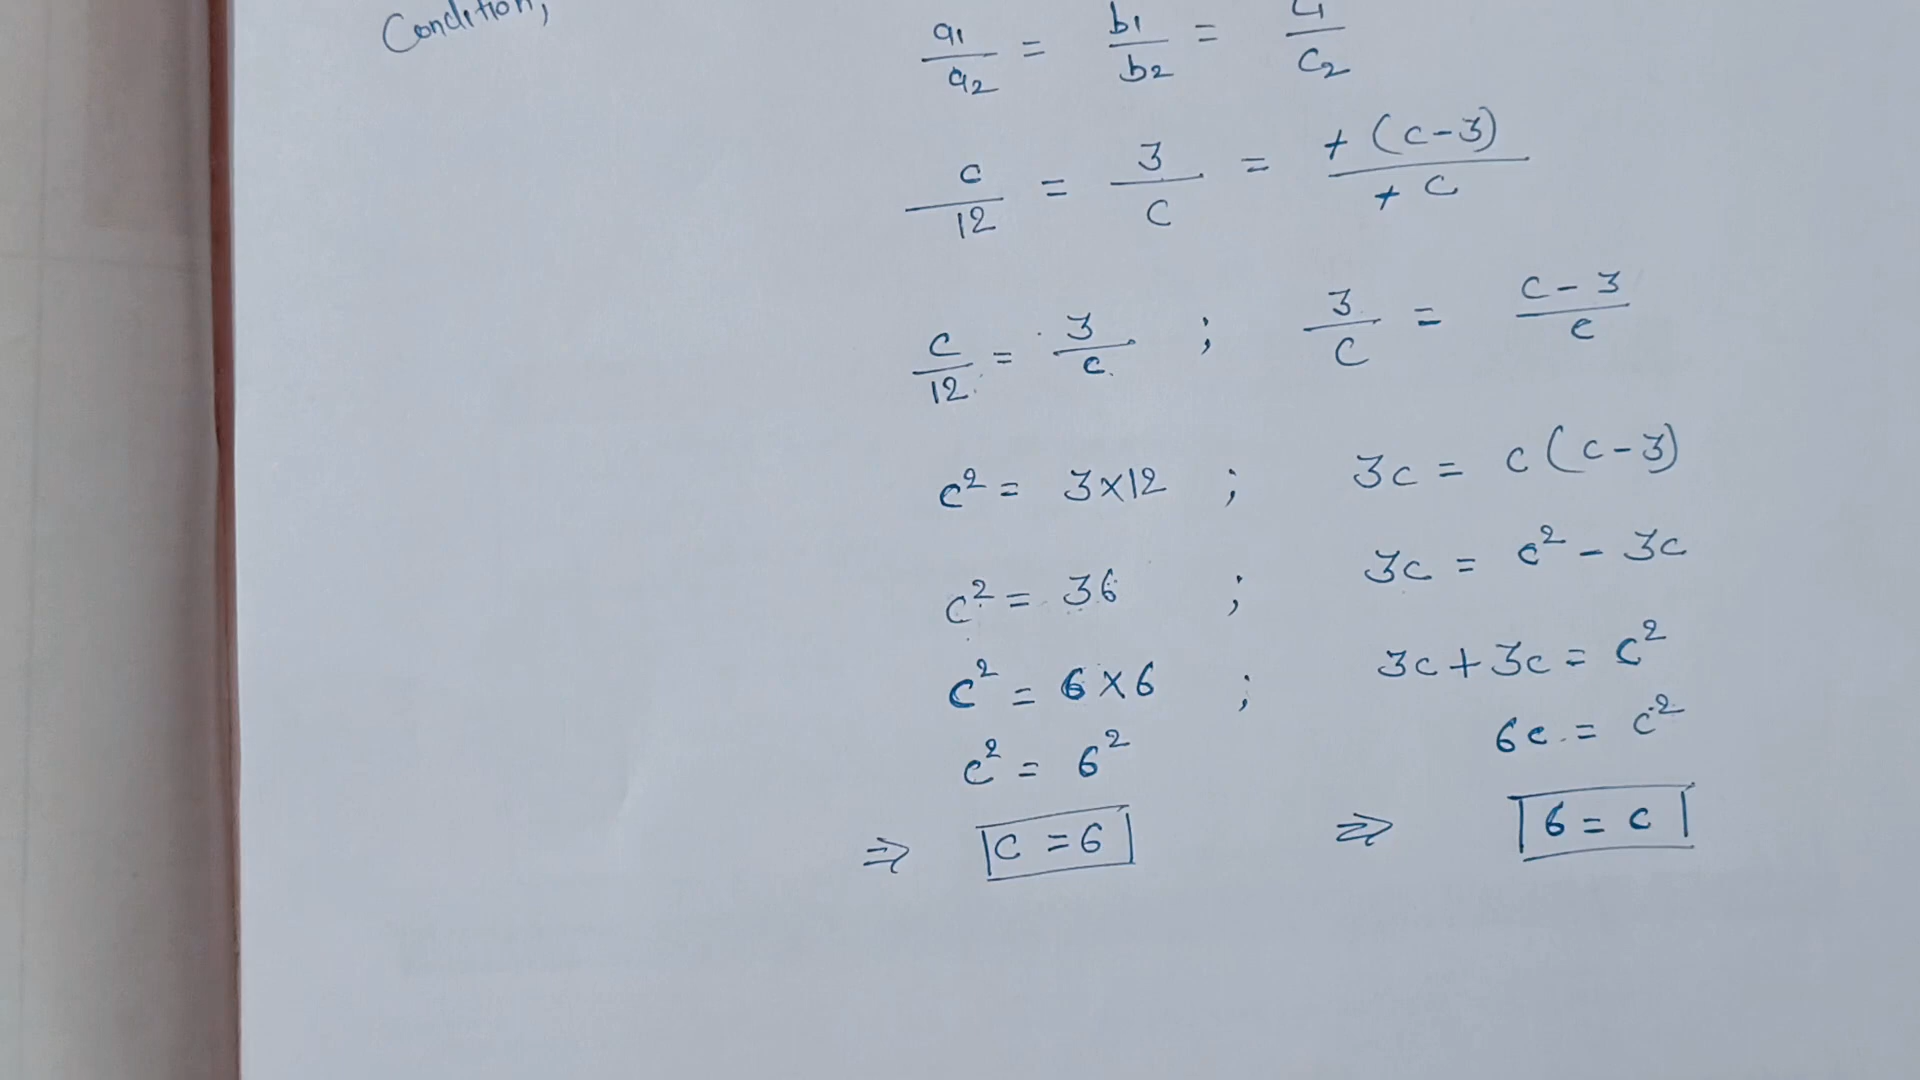 Condition,
a1/a2 = b1/b2 = c1/c2
c/12 = 3/c = +(c-3)/+c
c/12 = 3/c ; 3/c = c-3/c
c² = 3×12 ; 3c = c(c-3)
c² = 36 ; 3c = c² - 3c
c² = 6×6 ; 3c+3c = c²
c² = 6² 6c = c²
⇒ c = 6 ⇒ 6 = c